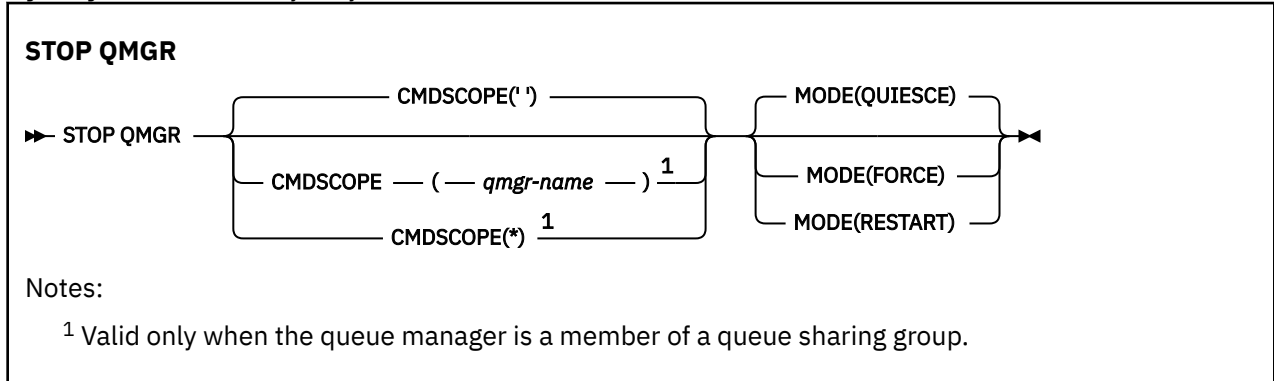 STOP QMGR
CMDSCOPE(' ') MODE(QUIESCE)
STOP QMGR
CMDSCOPE ( qmgr-name ) 1 MODE(FORCE)
CMDSCOPE(*) 1 MODE(RESTART)
Notes:
1 Valid only when the queue manager is a member of a queue sharing group.